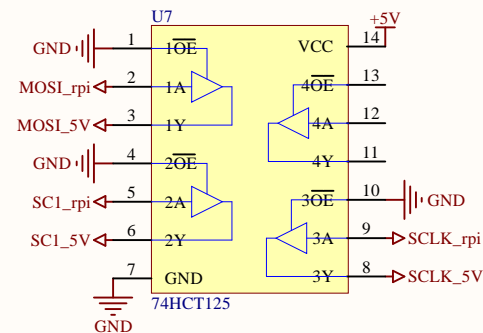 U7
+5V
GND 1 1OE VCC 14
MOSI_rpi 2 1A 4OE 13
MOSI_5V 3 1Y 4A 12
GND 4 2OE 4Y 11
SC1_rpi 5 2A 3OE 10 GND
SC1_5V 6 2Y 3A 9 SCLK_rpi
7 GND 3Y 8 SCLK_5V
74HCT125
GND